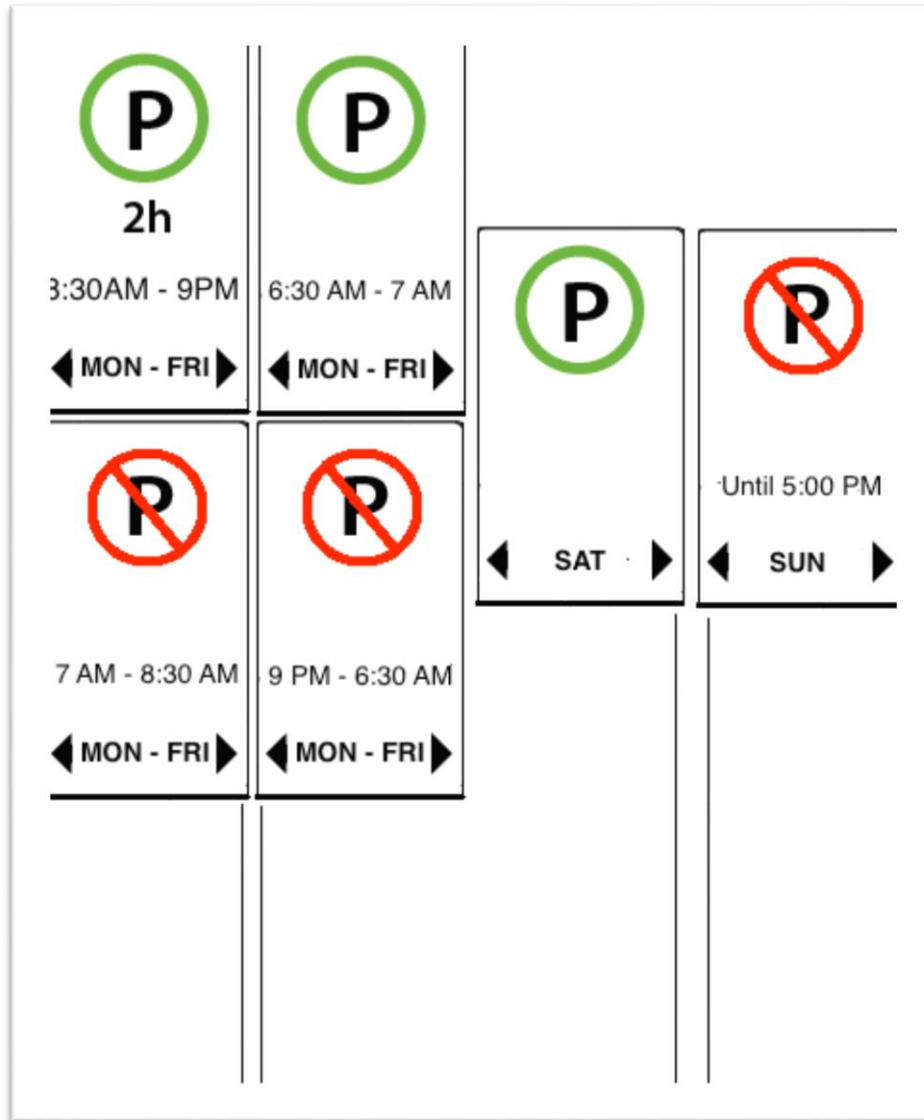 P
2h
8:30AM - 9PM
MON - FRI
P
6:30 AM - 7 AM
MON - FRI
P
7 AM - 8:30 AM
MON - FRI
P
9 PM - 6:30 AM
MON - FRI
P
SAT
P
Until 5:00 PM
SUN